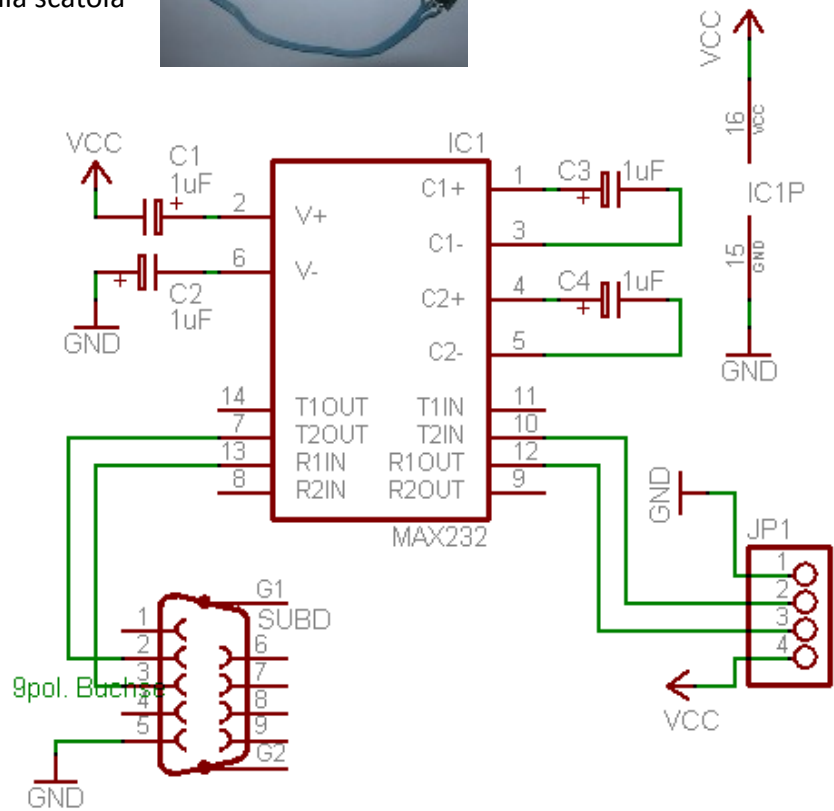 VCC
16
VCC
IC1P
15
GND
GND
IC1
VCC
C1
1uF
+
2
V+
6
V-
+
C2
1uF
GND
C1+
1
C3
1uF
+
C1-
3
C2+
4
C4
1uF
+
C2-
5
14
T1OUT
T1IN
11
7
T2OUT
T2IN
10
13
R1IN
R1OUT
12
8
R2IN
R2OUT
9
MAX232
GND
JP1
1
2
3
4
VCC
G1
SUBD
1
2
3
4
5
6
7
8
9
G2
9pol. Buchse
GND